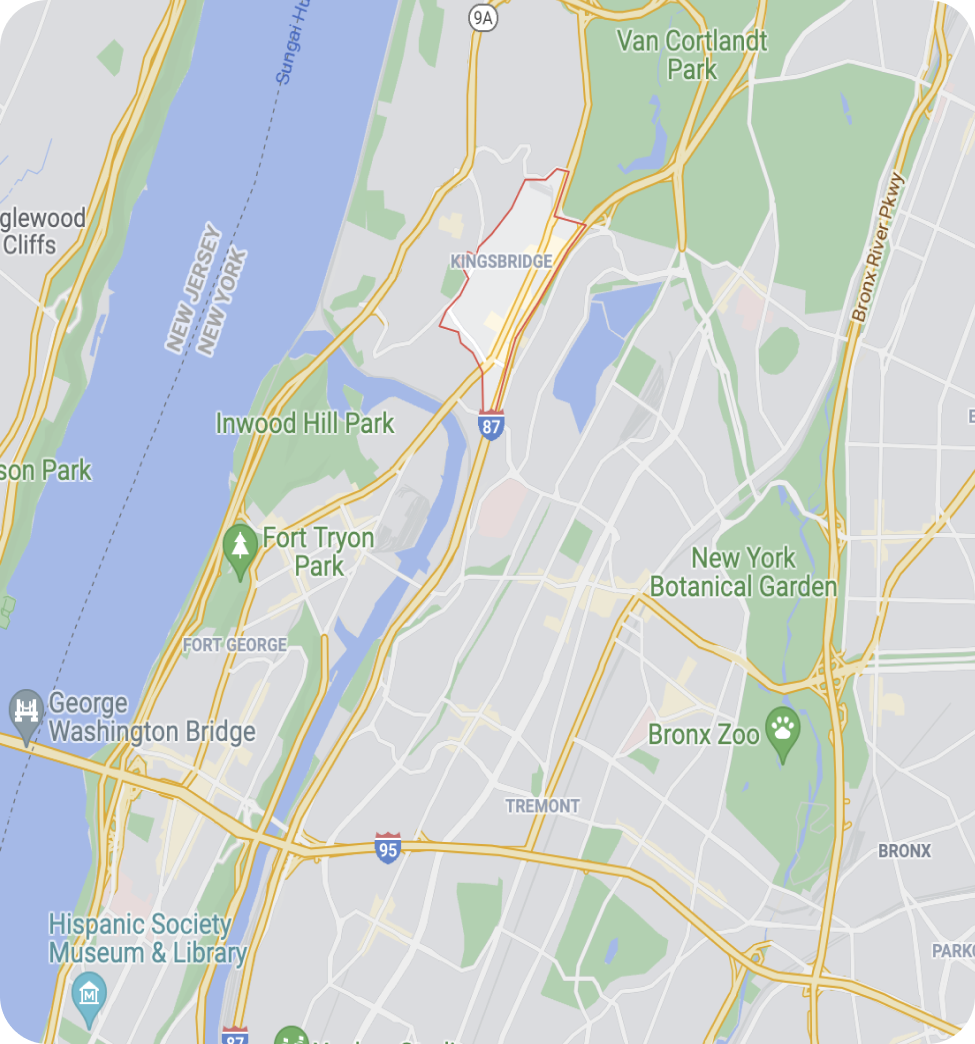 9A
Sungai Hu
Van Cortlandt
Park
glewood
Cliffs
NEW JERSEY
NEW YORK
Bronx River Pkwy
KINGSBRIDGE
Inwood Hill Park
87
son Park
Fort Tryon
Park
New York
Botanical Garden
FORT GEORGE
George
Washington Bridge
Bronx Zoo
TREMONT
95
BRONX
Hispanic Society
Museum & Library
PARKC
M
87